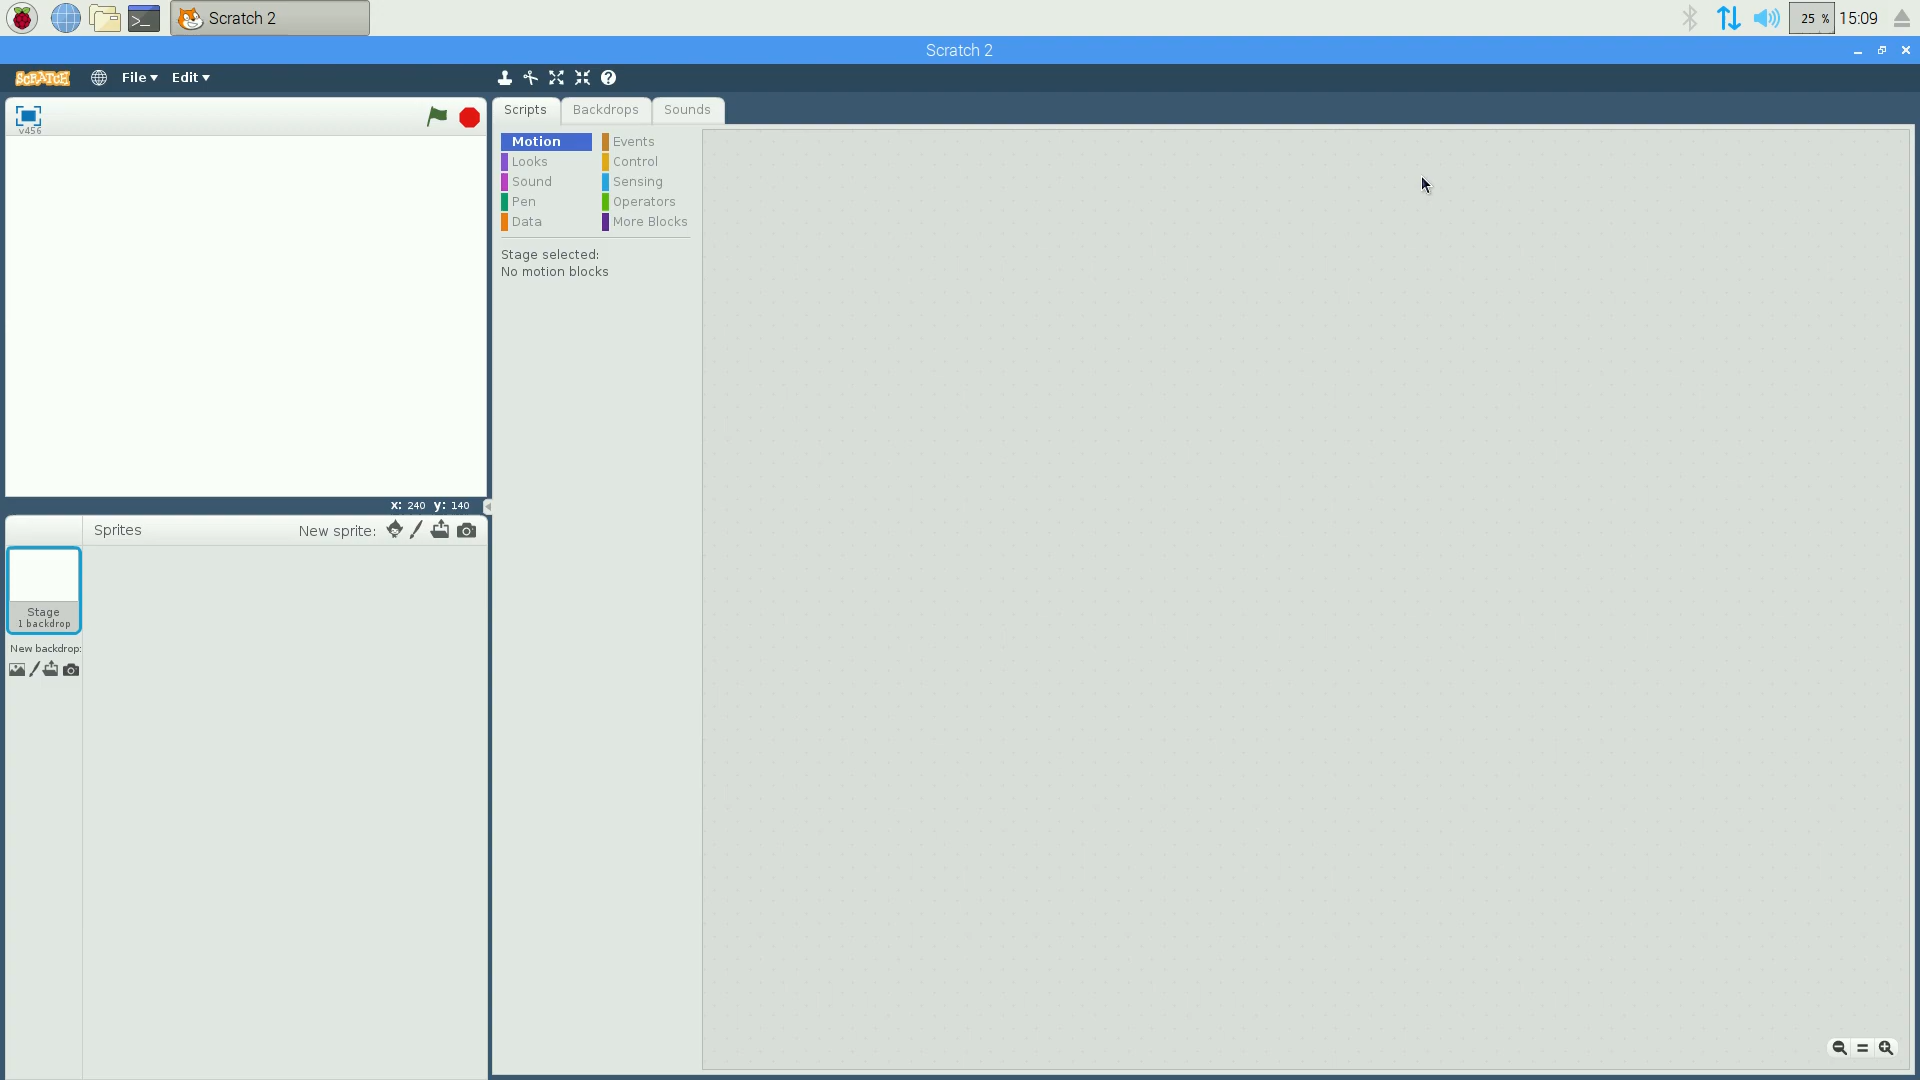 Scratch 2
25 %
15:09
Scratch 2
SCRATCH
File
Edit
v456
Scripts
Backdrops
Sounds
Motion
Events
Looks
Control
Sound
Sensing
Pen
Operators
Data
More Blocks
Stage selected:
No motion blocks
x: 240 y: 140
Sprites
New sprite:
Stage
1 backdrop
New backdrop: